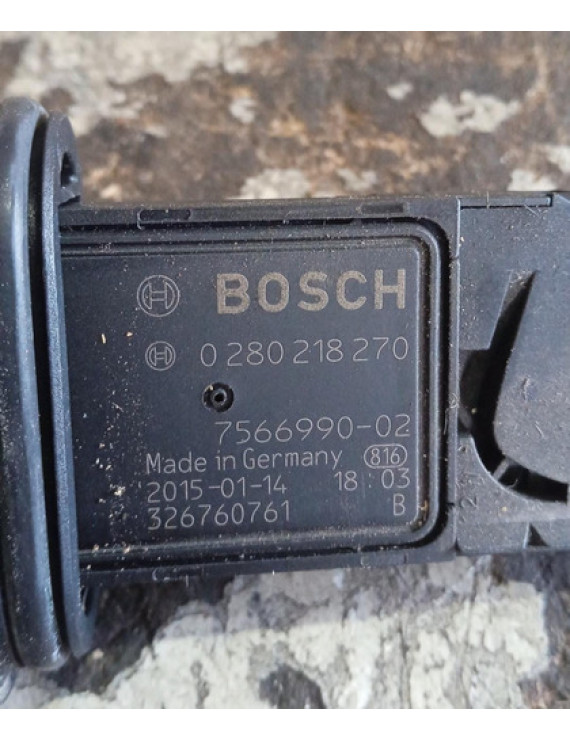 BOSCH
0 280 218 270
7566990-02
Made in Germany 816
2015-01-14 18:03
326760761 B